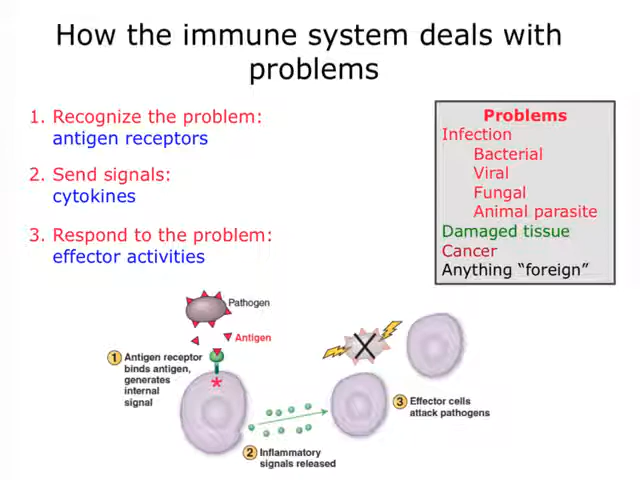 How the immune system deals with
problems
1. Recognize the problem:
antigen receptors
2. Send signals:
cytokines
3. Respond to the problem:
effector activities
Problems
Infection
Bacterial
Viral
Fungal
Animal parasite
Damaged tissue
Cancer
Anything “foreign”
Pathogen
Antigen
1 Antigen receptor
binds antigen,
generates
internal
signal
*
2 Inflammatory
signals released
3 Effector cells
attack pathogens